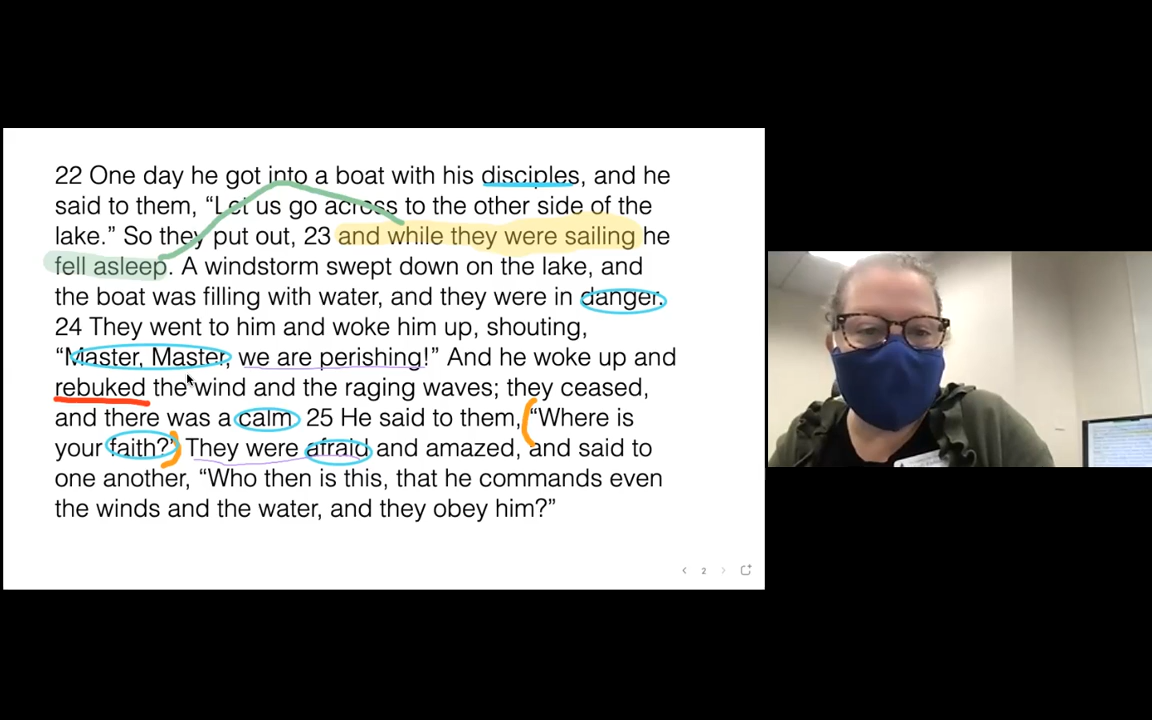 22 One day he got into a boat with his disciples, and he
said to them, “Let us go across to the other side of the
lake.” So they put out, 23 and while they were sailing he
fell asleep. A windstorm swept down on the lake, and
the boat was filling with water, and they were in danger.
24 They went to him and woke him up, shouting,
“Master, Master, we are perishing!” And he woke up and
rebuked the wind and the raging waves; they ceased,
and there was a calm 25 He said to them, “Where is
your faith?” They were afraid and amazed, and said to
one another, “Who then is this, that he commands even
the winds and the water, and they obey him?”
2